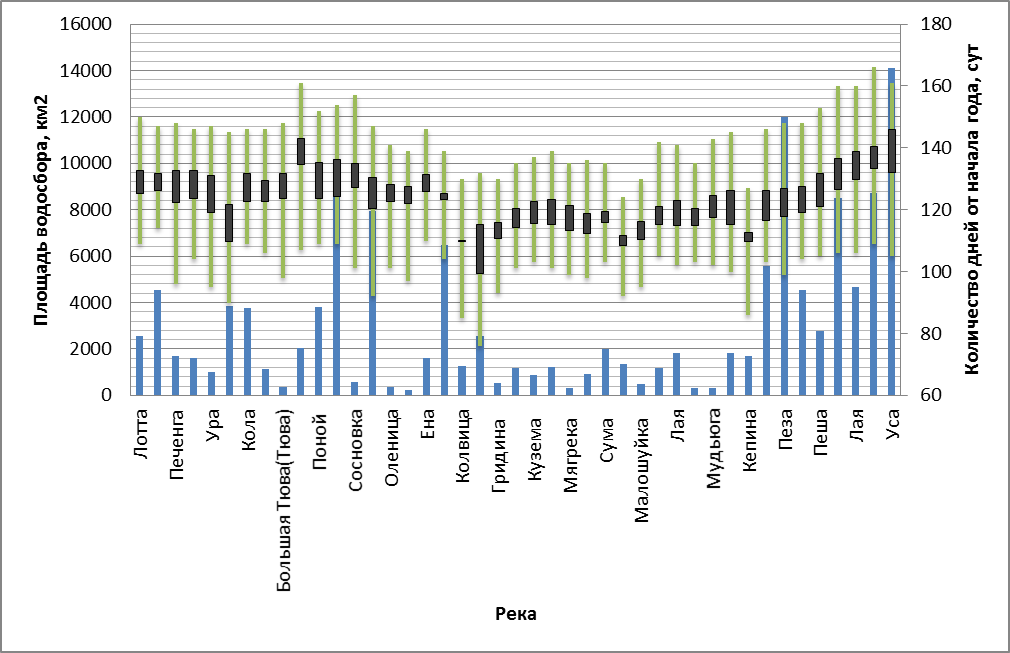 16000
14000
12000
10000
8000
6000
4000
2000
0
Площадь водосбора, км2
180
160
140
120
100
80
60
Количество дней от начала года, сут
Лотта
Печенга
Ура
Кола
Большая Тюва(Тюва)
Поной
Сосновка
Оленица
Ена
Колвица
Гридина
Кузема
Мягрека
Сума
Малошуйка
Лая
Мудьюга
Кепина
Пеза
Пеша
Лая
Уса
Река